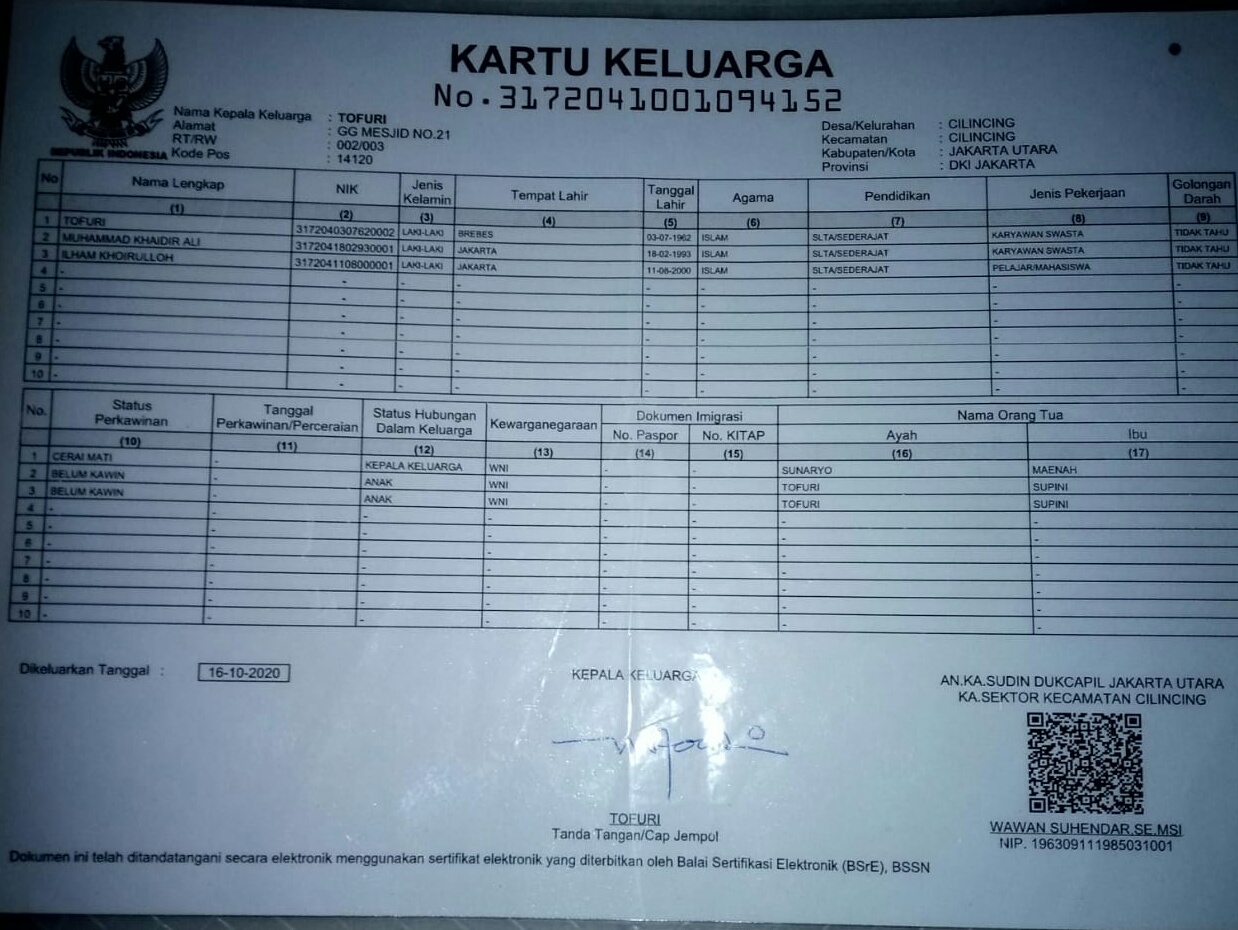 KARTU KELUARGA
No. 3172041001094152
REPUBLIK INDONESIA
Nama Kepala Keluarga : TOFURI
Alamat : GG MESJID NO.21
RT/RW : 002/003
Kode Pos : 14120
Desa/Kelurahan : CILINCING
Kecamatan : CILINCING
Kabupaten/Kota : JAKARTA UTARA
Provinsi : DKI JAKARTA
No Nama Lengkap NIK Jenis Kelamin Tempat Lahir Tanggal Lahir Agama Pendidikan Jenis Pekerjaan Golongan Darah
(1) (2) (3) (4) (5) (6) (7) (8) (9)
1 TOFURI 3172040307620002 LAKI-LAKI BREBES 03-07-1962 ISLAM SLTA/SEDERAJAT KARYAWAN SWASTA TIDAK TAHU
2 MUHAMMAD KHAIDIR ALI 3172041802930001 LAKI-LAKI JAKARTA 18-02-1993 ISLAM SLTA/SEDERAJAT KARYAWAN SWASTA TIDAK TAHU
3 ILHAM KHOIRULLOH 3172041108000001 LAKI-LAKI JAKARTA 11-08-2000 ISLAM SLTA/SEDERAJAT PELAJAR/MAHASISWA TIDAK TAHU
4 - - - - - - - - -
5 - - - - - - - - -
6 - - - - - - - - -
7 - - - - - - - - -
8 - - - - - - - - -
9 - - - - - - - - -
10 - - - - - - - - -
No. Status Perkawinan Tanggal Perkawinan/Perceraian Status Hubungan Dalam Keluarga Kewarganegaraan Dokumen Imigrasi Nama Orang Tua
No. Paspor No. KITAP Ayah Ibu
(10) (11) (12) (13) (14) (15) (16) (17)
1 CERAI MATI - KEPALA KELUARGA WNI - - SUNARYO MAENAH
2 BELUM KAWIN - ANAK WNI - - TOFURI SUPINI
3 BELUM KAWIN - ANAK WNI - - TOFURI SUPINI
4 - - - - - - - -
5 - - - - - - - -
6 - - - - - - - -
7 - - - - - - - -
8 - - - - - - - -
9 - - - - - - - -
10 - - - - - - - -
Dikeluarkan Tanggal : 16-10-2020
KEPALA KELUARGA
TOFURI
Tanda Tangan/Cap Jempol
AN.KA.SUDIN DUKCAPIL JAKARTA UTARA
KA.SEKTOR KECAMATAN CILINCING
WAWAN SUHENDAR.SE.MSI
NIP. 196309111985031001
Dokumen ini telah ditandatangani secara elektronik menggunakan sertifikat elektronik yang diterbitkan oleh Balai Sertifikasi Elektronik (BSrE), BSSN